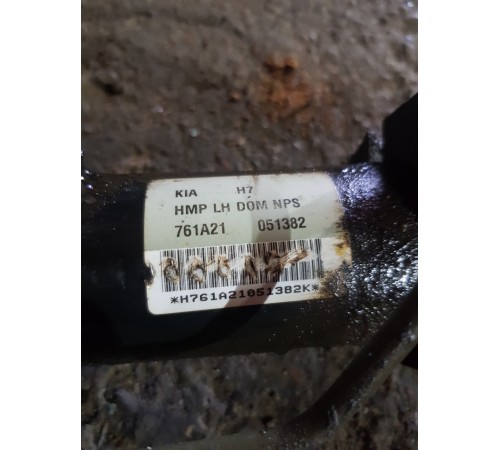 KIA H7
HMP LH DOM NPS
761A21 051382
*H761A21051382K*